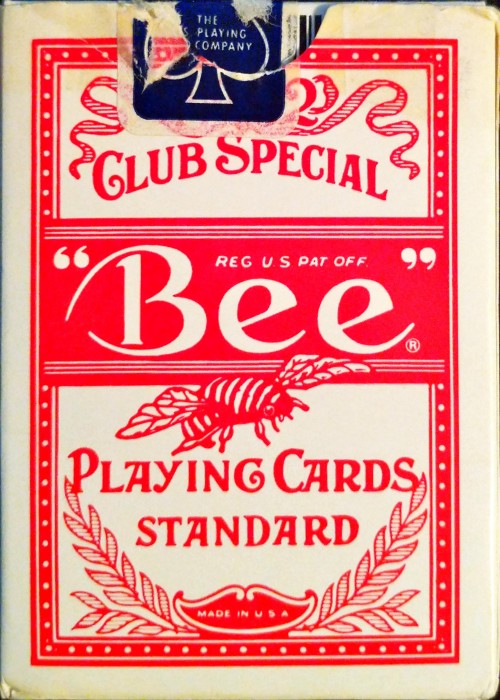 THE
PLAYING
COMPANY
CLUB SPECIAL
REG U.S PAT OFF.
“Bee”®
PLAYING CARDS
STANDARD
MADE IN U S A